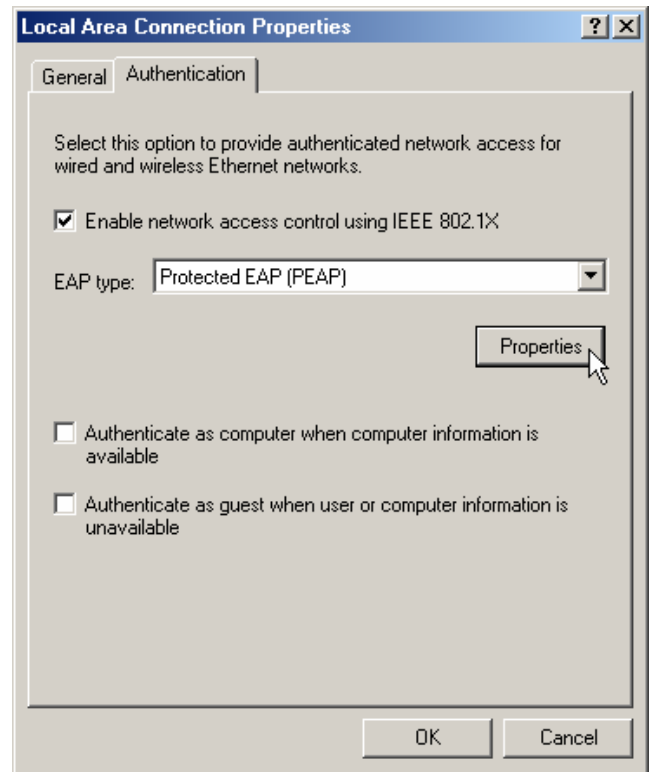 Local Area Connection Properties
General
Authentication
Select this option to provide authenticated network access for
wired and wireless Ethernet networks.
Enable network access control using IEEE 802.1X
EAP type:
Protected EAP (PEAP)
Properties
Authenticate as computer when computer information is
available
Authenticate as guest when user or computer information is
unavailable
OK
Cancel